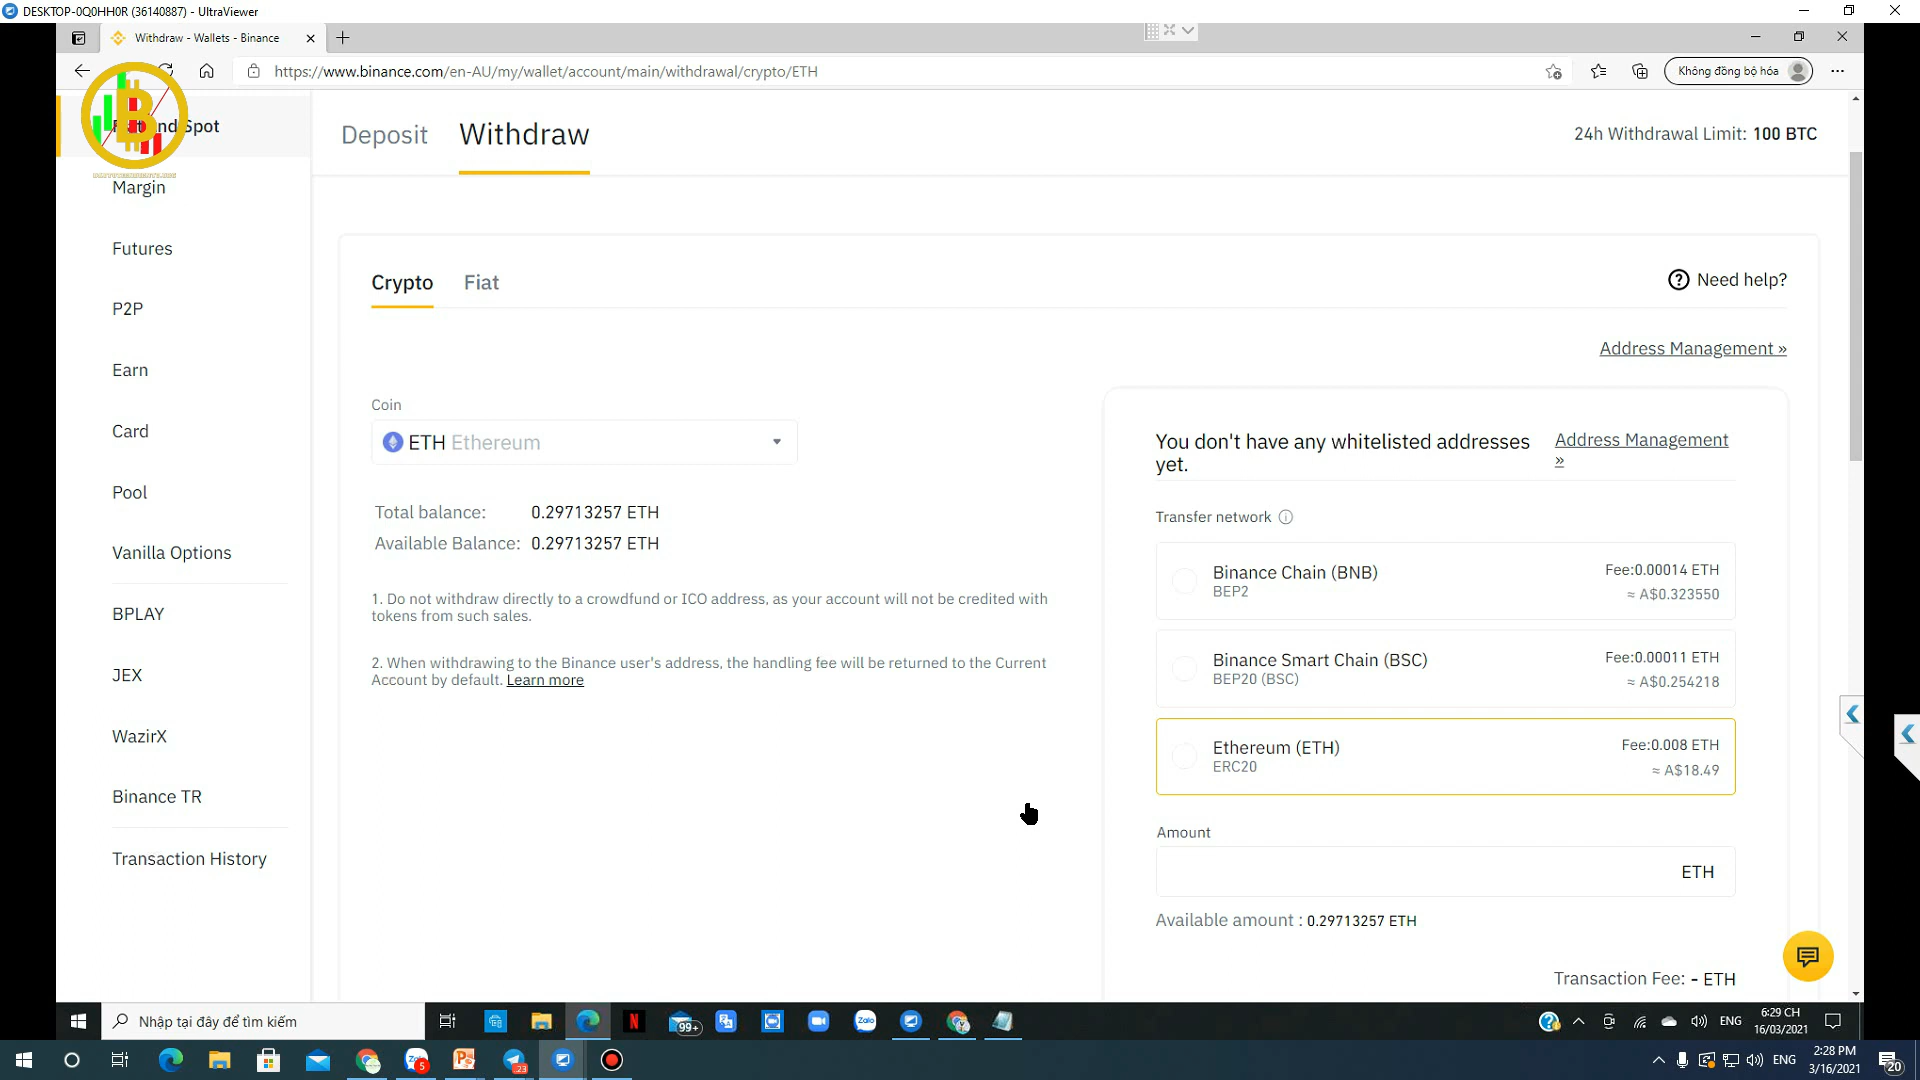 DESKTOP-0Q0HH0R (36140887) - UltraViewer
Withdraw - Wallets - Binance
https://www.binance.com/en-AU/my/wallet/account/main/withdrawal/crypto/ETH
Không đồng bộ hóa
Spot
Margin
Futures
P2P
Earn
Card
Pool
Vanilla Options
BPLAY
JEX
WazirX
Binance TR
Transaction History
Deposit
Withdraw
24h Withdrawal Limit: 100 BTC
Crypto
Fiat
Need help?
Address Management »
Coin
ETH Ethereum
Total balance: 0.29713257 ETH
Available Balance: 0.29713257 ETH
1. Do not withdraw directly to a crowdfund or ICO address, as your account will not be credited with
tokens from such sales.
2. When withdrawing to the Binance user's address, the handling fee will be returned to the Current
Account by default. Learn more
You don't have any whitelisted addresses
yet.
Address Management
»
Transfer network
Binance Chain (BNB)
BEP2
Fee:0.00014 ETH
≈ A$0.323550
Binance Smart Chain (BSC)
BEP20 (BSC)
Fee:0.00011 ETH
≈ A$0.254218
Ethereum (ETH)
ERC20
Fee:0.008 ETH
≈ A$18.49
Amount
ETH
Available amount : 0.29713257 ETH
Transaction Fee: - ETH
Nhập tại đây để tìm kiếm
99+
Zalo
ENG
6:29 CH
16/03/2021
5
23
ENG
2:28 PM
3/16/2021
20